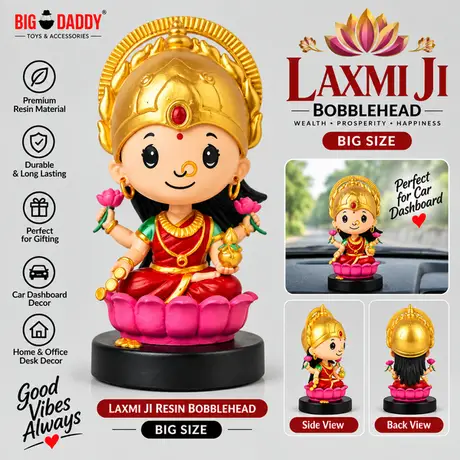 BIG DADDY®
TOYS & ACCESSORIES
Premium
Resin Material
Durable
& Long Lasting
Perfect
for Gifting
Car Dashboard
Decor
Home & Office
Desk Decor
Good
Vibes
Always
LAXMI JI RESIN BOBBLEHEAD
BIG SIZE
LAXMI JI
BOBBLEHEAD
WEALTH • PROSPERITY • HAPPINESS
BIG SIZE
Perfect
for Car
Dashboard
Side View
Back View